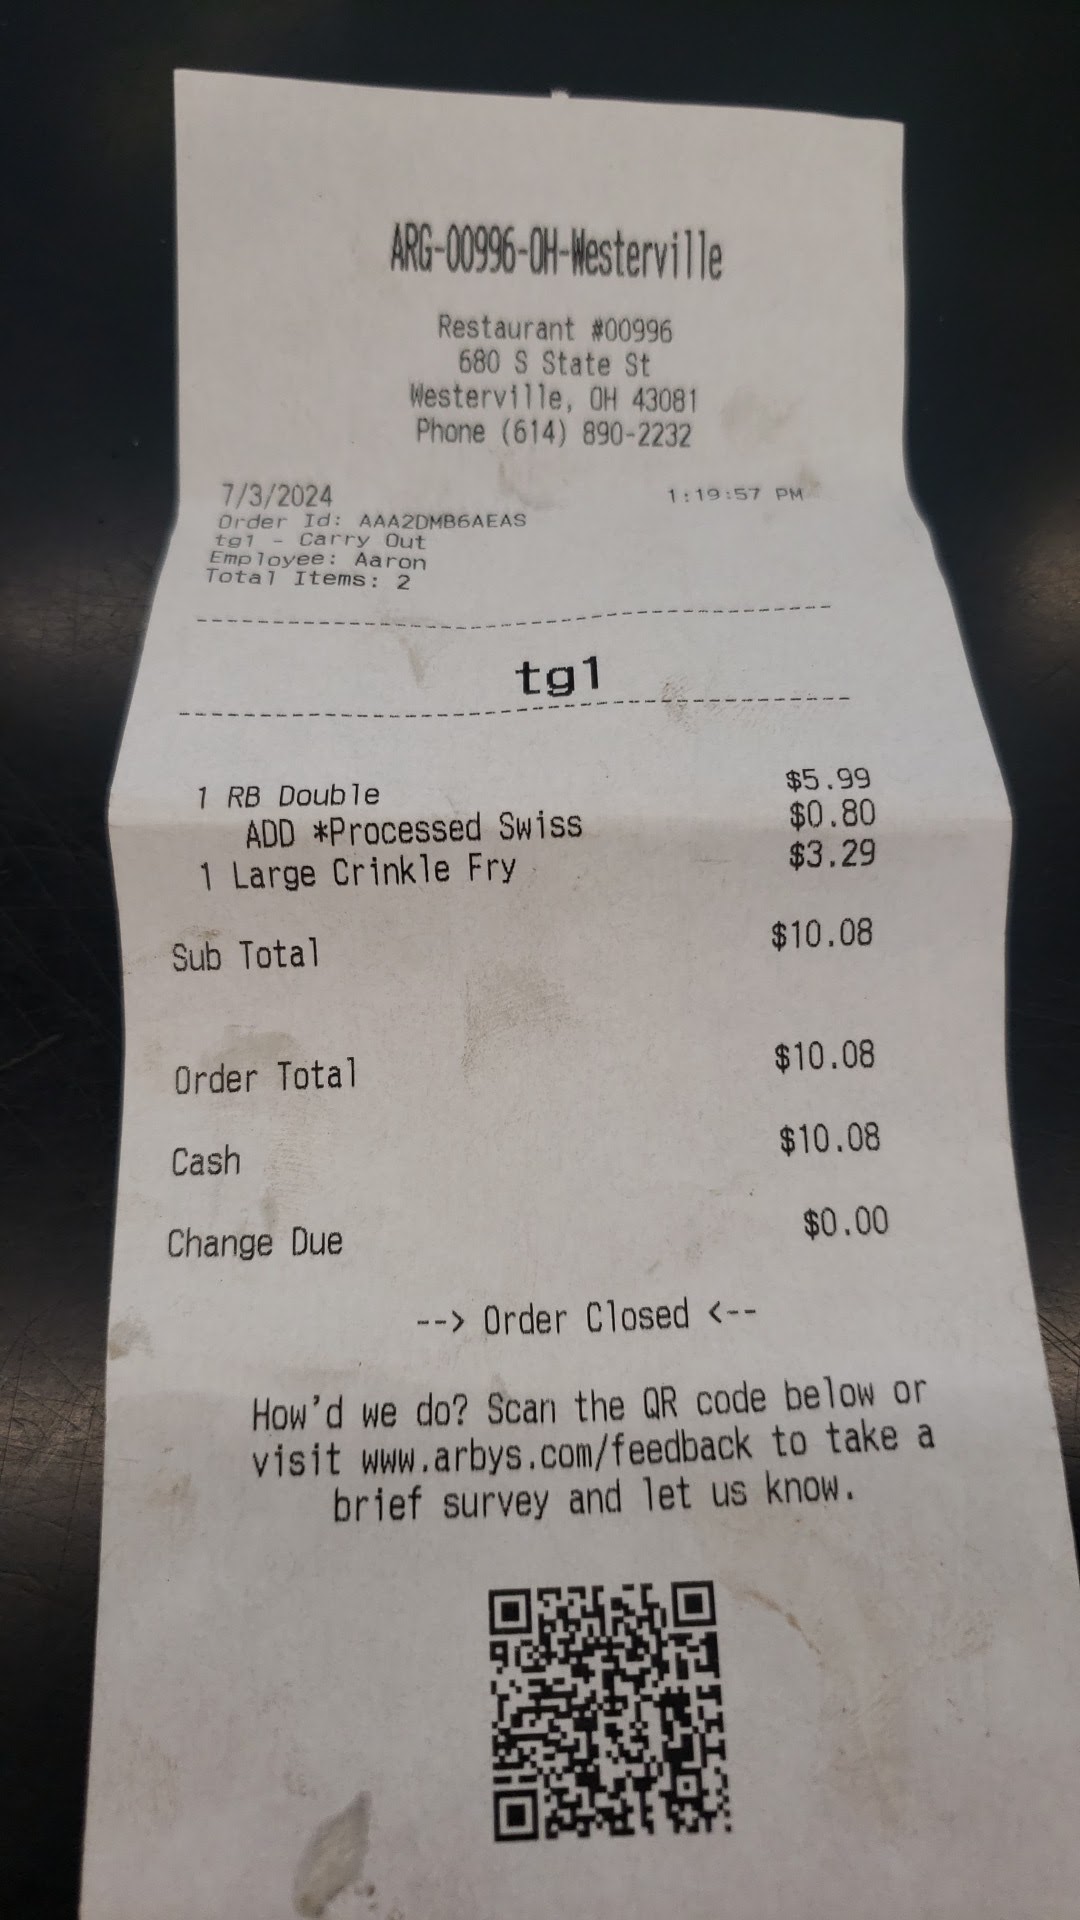 ARG-00996-OH-Westerville
Restaurant #00996
680 S State St
Westerville, OH 43081
Phone (614) 890-2232
7/3/2024 1:19:57 PM
Order Id: AAA2DMB6AEAS
tg1 - Carry Out
Employee: Aaron
Total Items: 2
tg1
1 RB Double $5.99
ADD *Processed Swiss $0.80
1 Large Crinkle Fry $3.29
Sub Total $10.08
Order Total $10.08
Cash $10.08
Change Due $0.00
--> Order Closed <--
How'd we do? Scan the QR code below or
visit www.arbys.com/feedback to take a
brief survey and let us know.